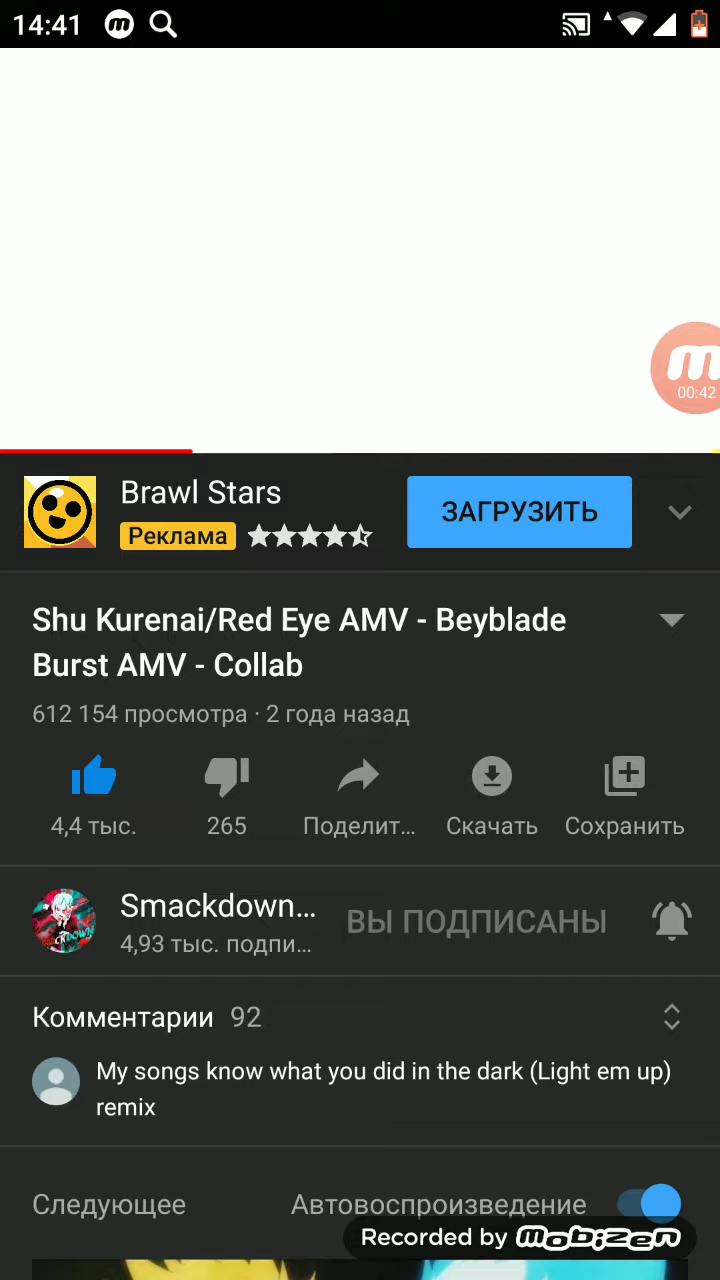 14:41
00:42
Brawl Stars
ЗАГРУЗИТЬ
Реклама
Shu Kurenai/Red Eye AMV - Beyblade
Burst AMV - Collab
612 154 просмотра · 2 года назад
4,4 тыс.
265
Поделит...
Скачать
Сохранить
Smackdown...
ВЫ ПОДПИСАНЫ
4,93 тыс. подпи...
Комментарии 92
My songs know what you did in the dark (Light em up)
remix
Следующее
Автовоспроизведение
Recorded by mobizen